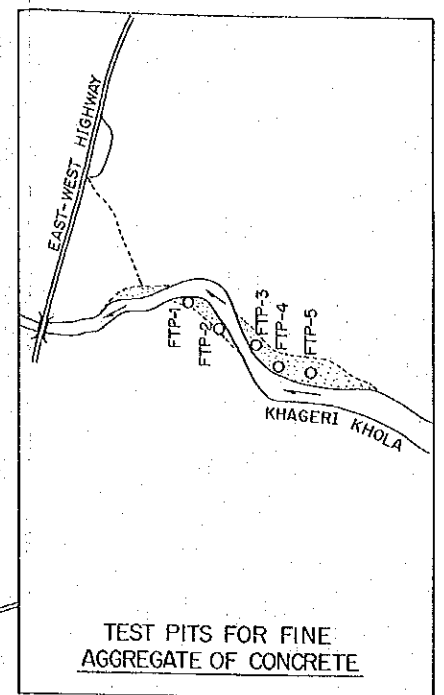 EAST-WEST HIGHWAY
FTP-1
FTP-2
FTP-3
FTP-4
FTP-5
KHAGERI KHOLA
TEST PITS FOR FINE
AGGREGATE OF CONCRETE